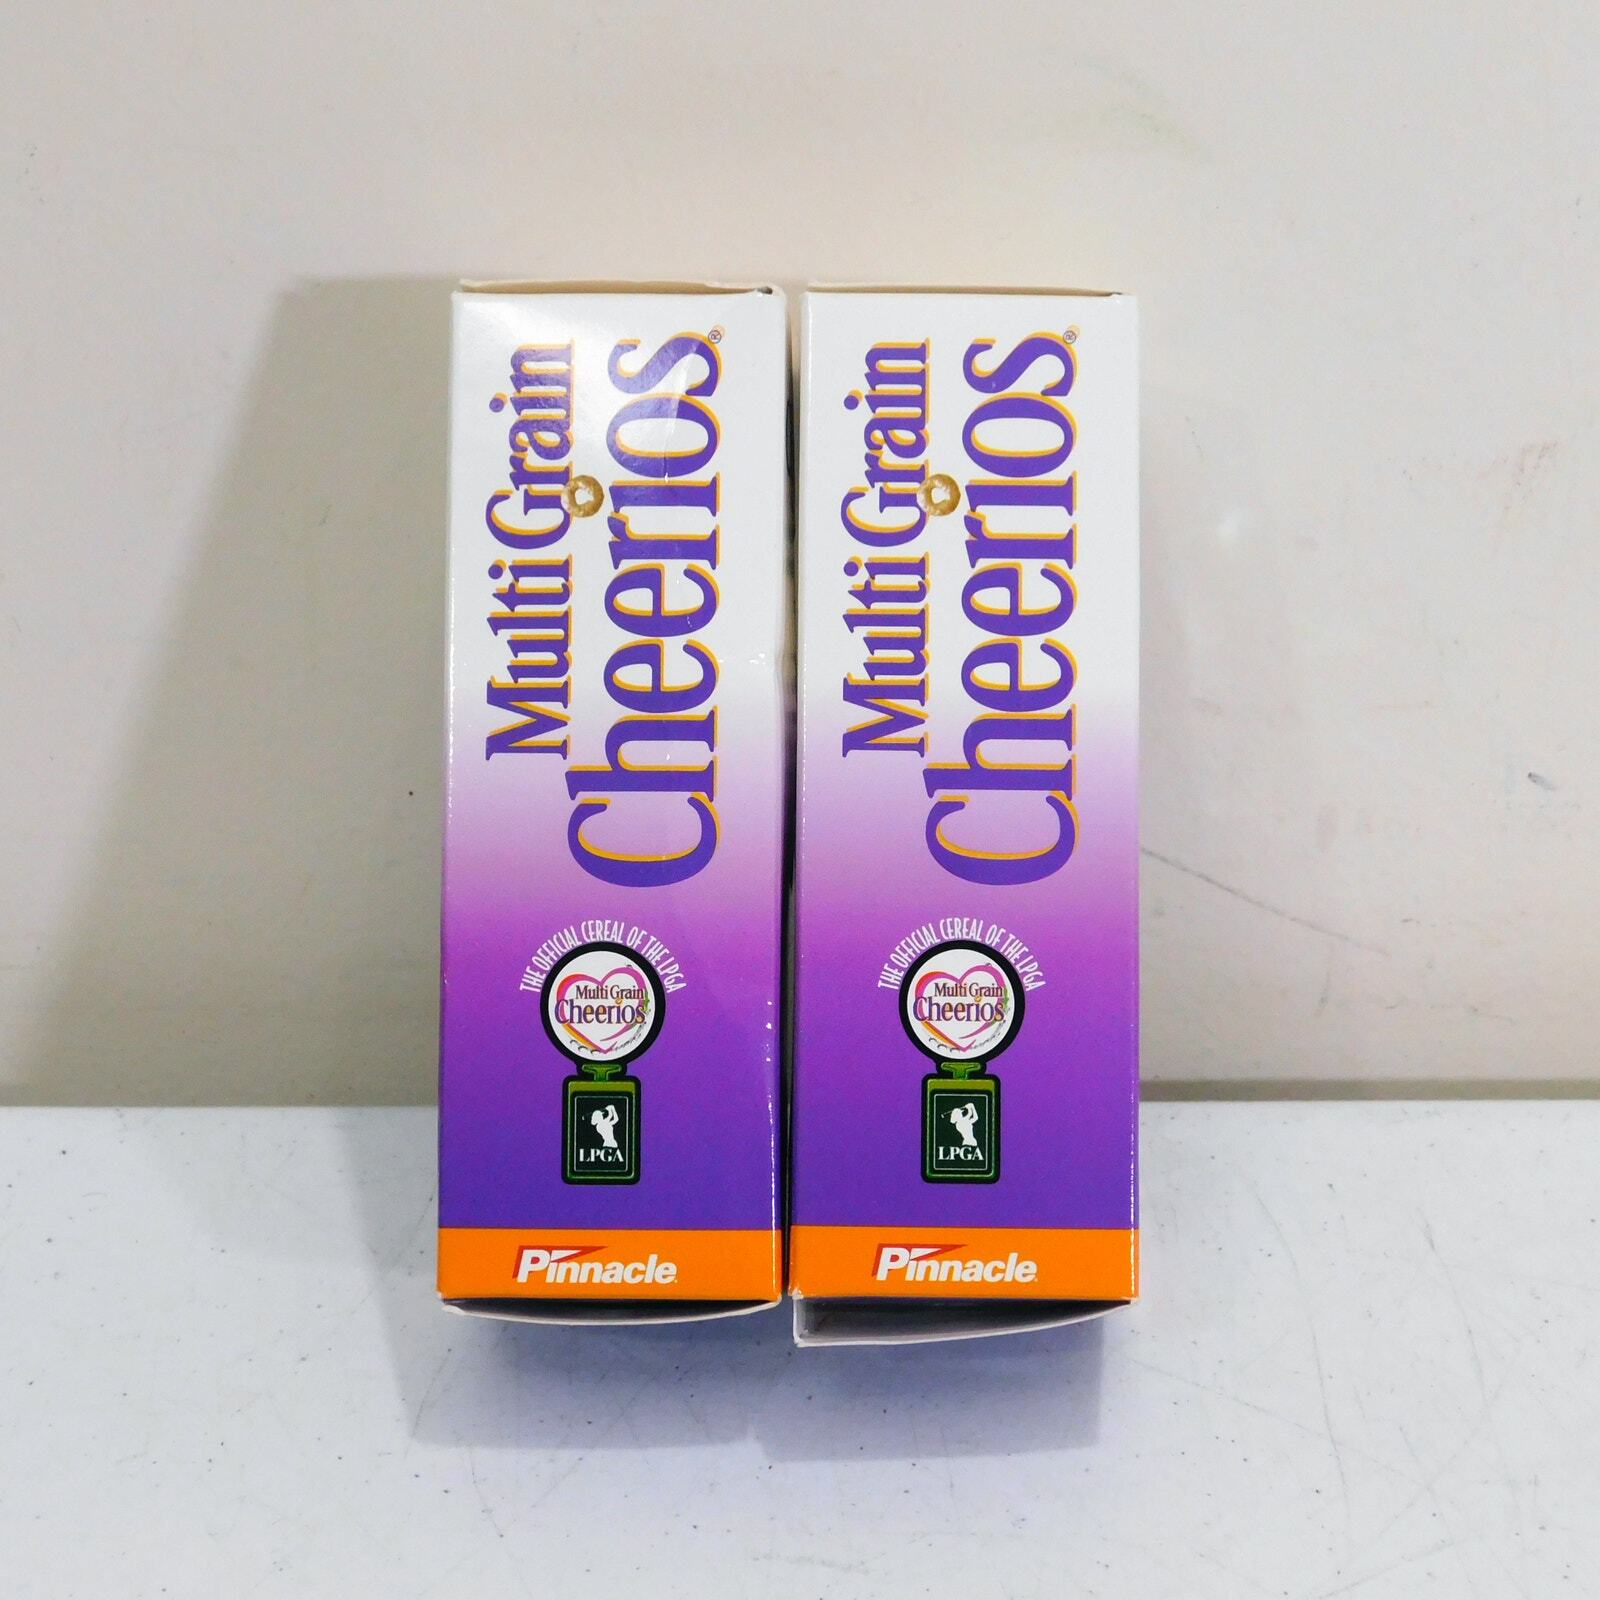 Multi Grain
Cheerios®
THE OFFICIAL CEREAL OF THE LPGA
Multi Grain
Cheerios
LPGA
Pinnacle
Multi Grain
Cheerios®
THE OFFICIAL CEREAL OF THE LPGA
Multi Grain
Cheerios
LPGA
Pinnacle